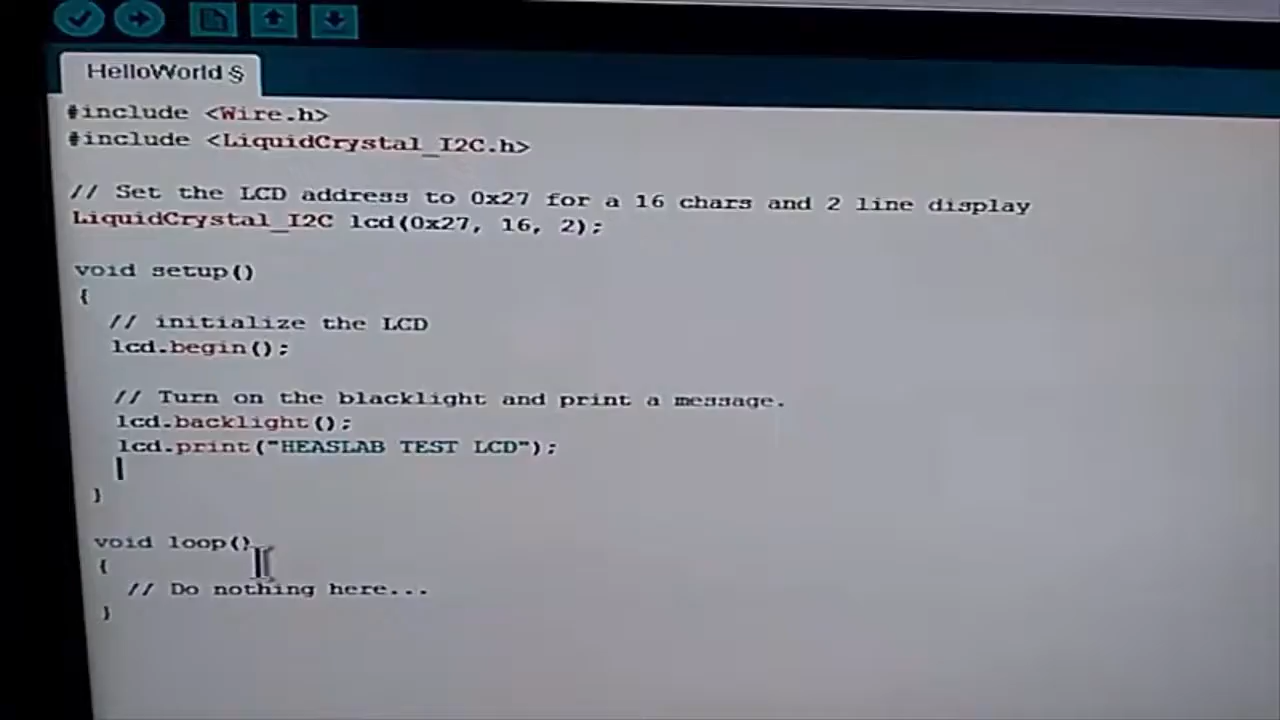 HelloWorld §
#include <Wire.h>
#include <LiquidCrystal_I2C.h>
// Set the LCD address to 0x27 for a 16 chars and 2 line display
LiquidCrystal_I2C lcd(0x27, 16, 2);
void setup()
{
// initialize the LCD
lcd.begin();
// Turn on the blacklight and print a message.
lcd.backlight();
lcd.print("HEASLAB TEST LCD");
}
void loop()
{
// Do nothing here...
}